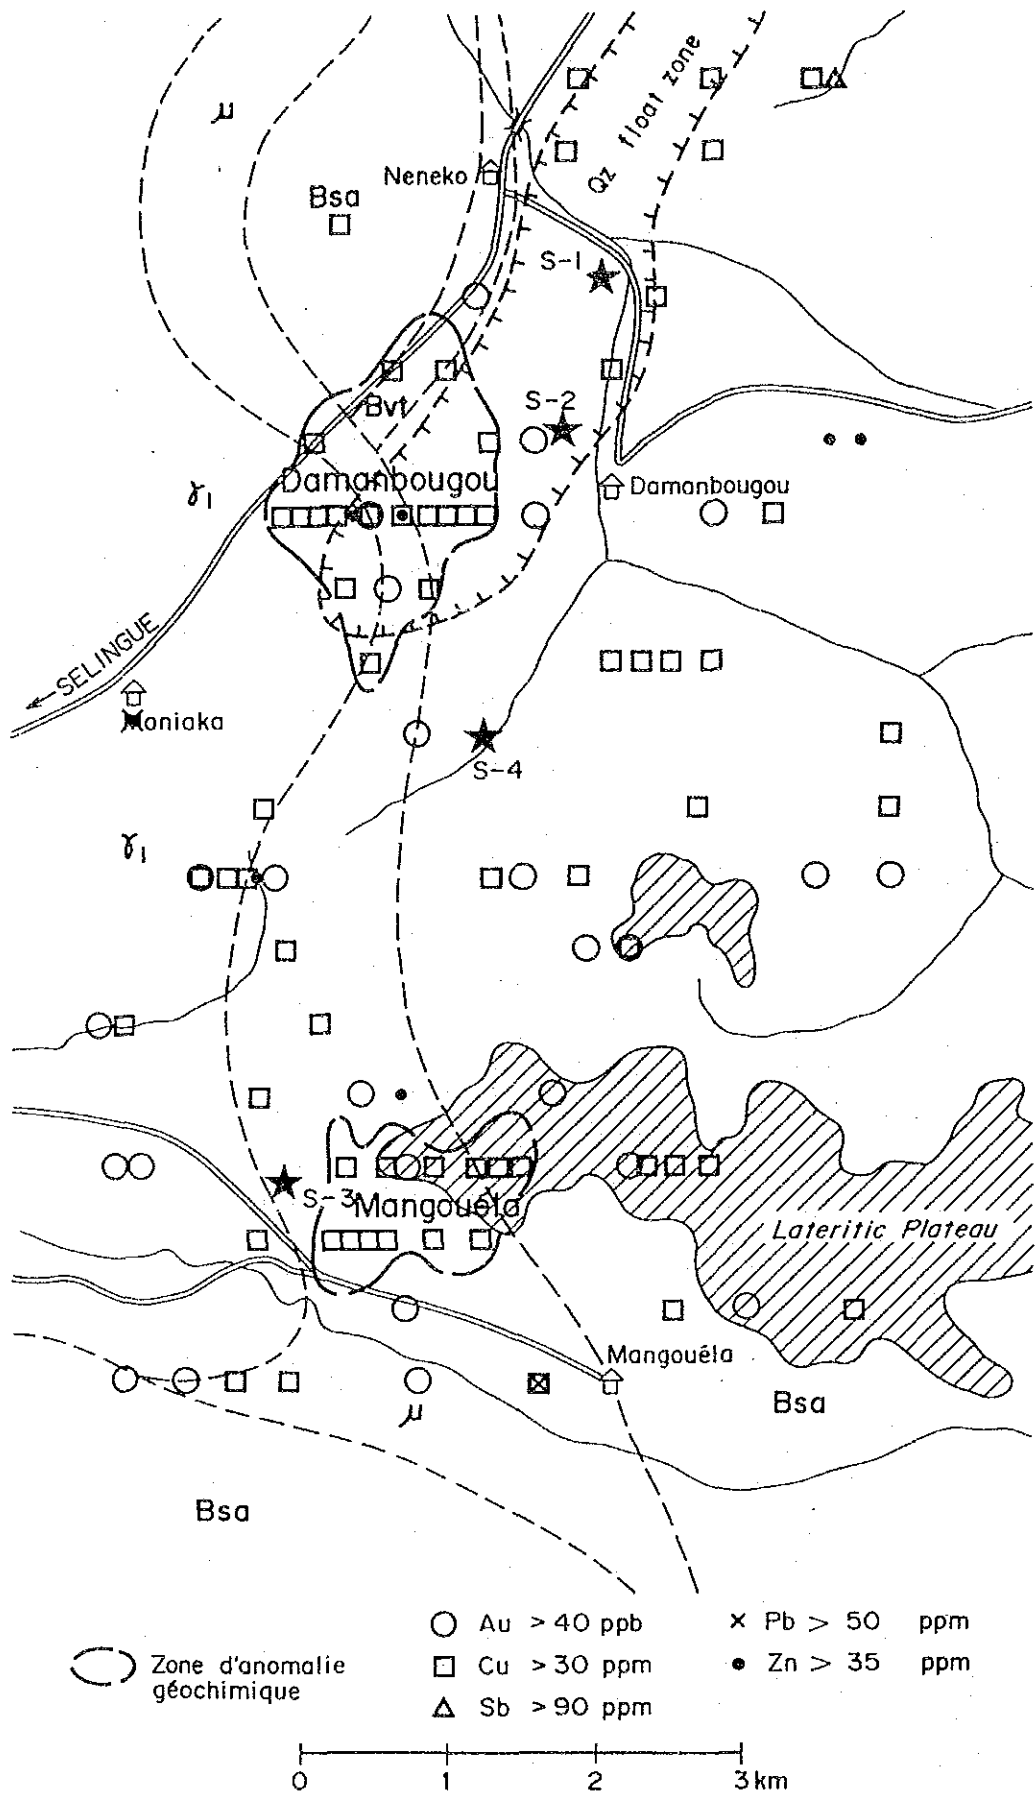 μ
Qz float zone
Neneko
Bsa
S-1
S-2
Bvt
γ1
Damanbougou
Damanbougou
←SELINGUE
Moniaka
S-4
γ1
S-3
Mangouéla
Lateritic Plateau
Mangouéla
Bsa
μ
Bsa
Au > 40 ppb
Pb > 50 ppm
Zone d'anomalie
géochimique
Cu > 30 ppm
Zn > 35 ppm
Sb > 90 ppm
0 1 2 3 km